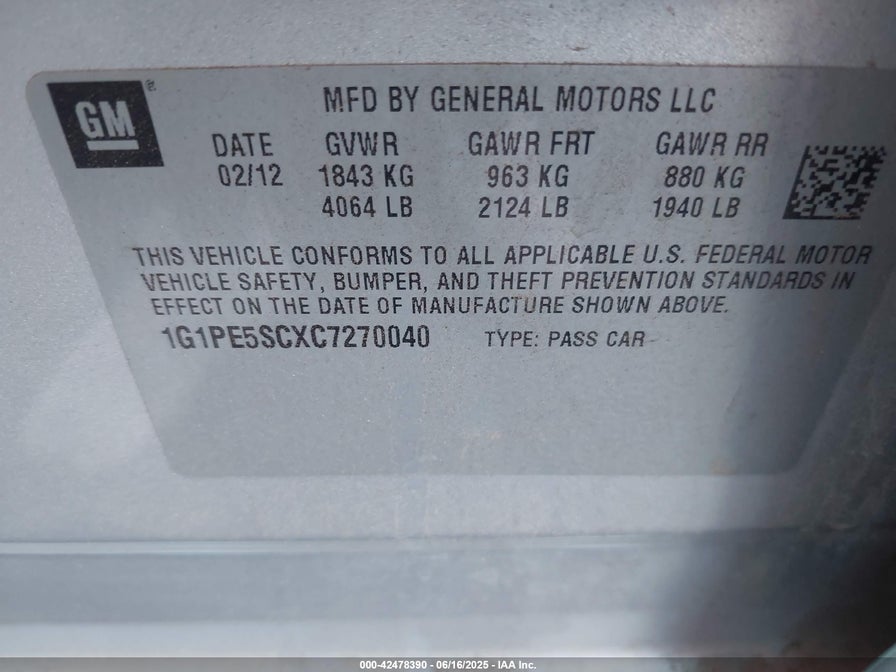 GM ®
MFD BY GENERAL MOTORS LLC
DATE GVWR GAWR FRT GAWR RR
02/12 1843 KG 963 KG 880 KG
4064 LB 2124 LB 1940 LB
THIS VEHICLE CONFORMS TO ALL APPLICABLE U.S. FEDERAL MOTOR
VEHICLE SAFETY, BUMPER, AND THEFT PREVENTION STANDARDS IN
EFFECT ON THE DATE OF MANUFACTURE SHOWN ABOVE.
1G1PE5SCXC7270040 TYPE: PASS CAR
000-42478390 - 06/16/2025 - IAA Inc.